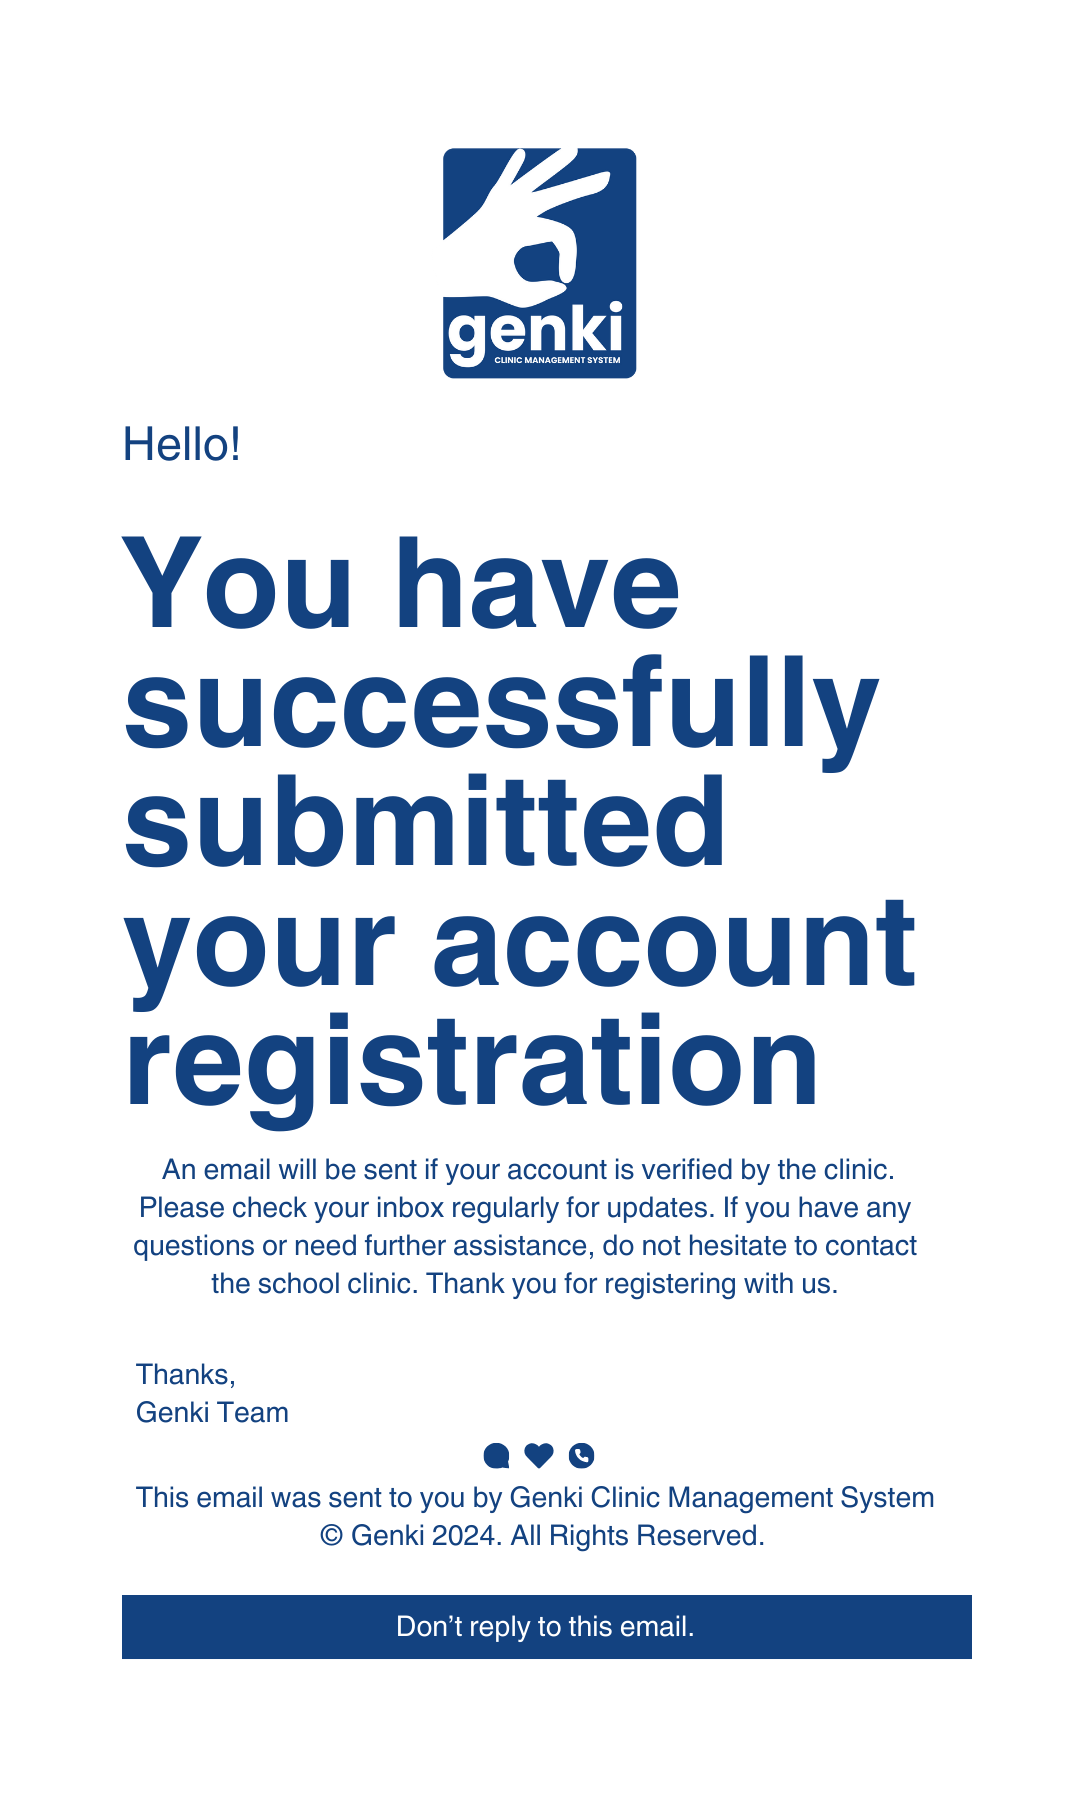 genki
CLINIC MANAGEMENT SYSTEM
Hello!
You have
successfully
submitted
your account
registration
An email will be sent if your account is verified by the clinic.
Please check your inbox regularly for updates. If you have any
questions or need further assistance, do not hesitate to contact
the school clinic. Thank you for registering with us.
Thanks,
Genki Team
This email was sent to you by Genki Clinic Management System
© Genki 2024. All Rights Reserved.
Don’t reply to this email.